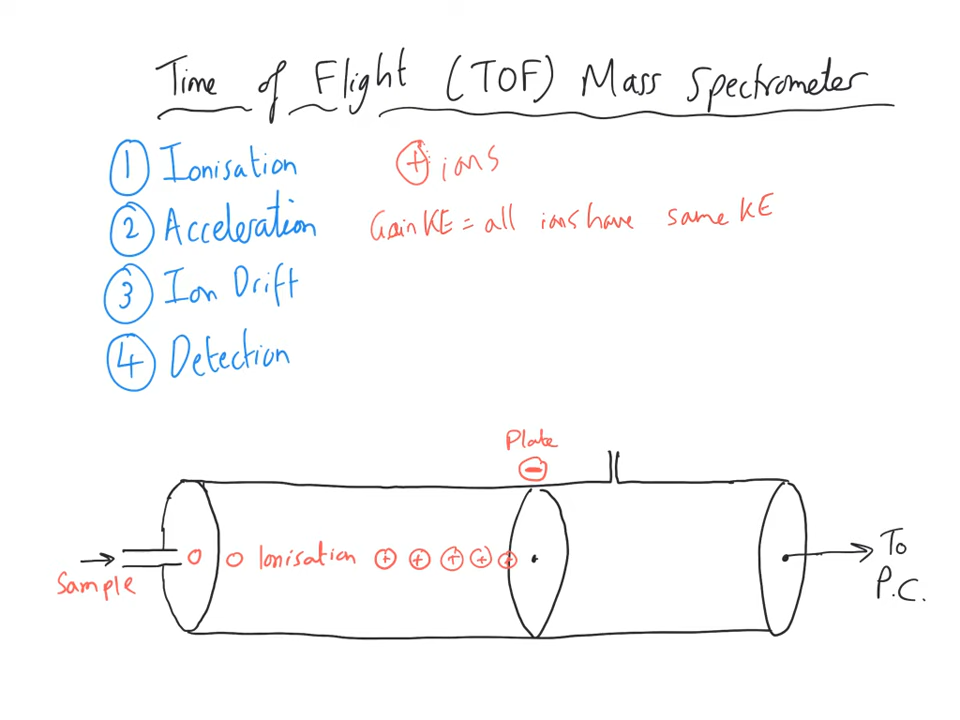 Time of Flight (TOF) Mass Spectrometer
1 Ionisation + ions
2 Acceleration Gain KE = all ions have same KE
3 Ion Drift
4 Detection
Plate
−
Sample
Ionisation + + + + +
To
P.C.